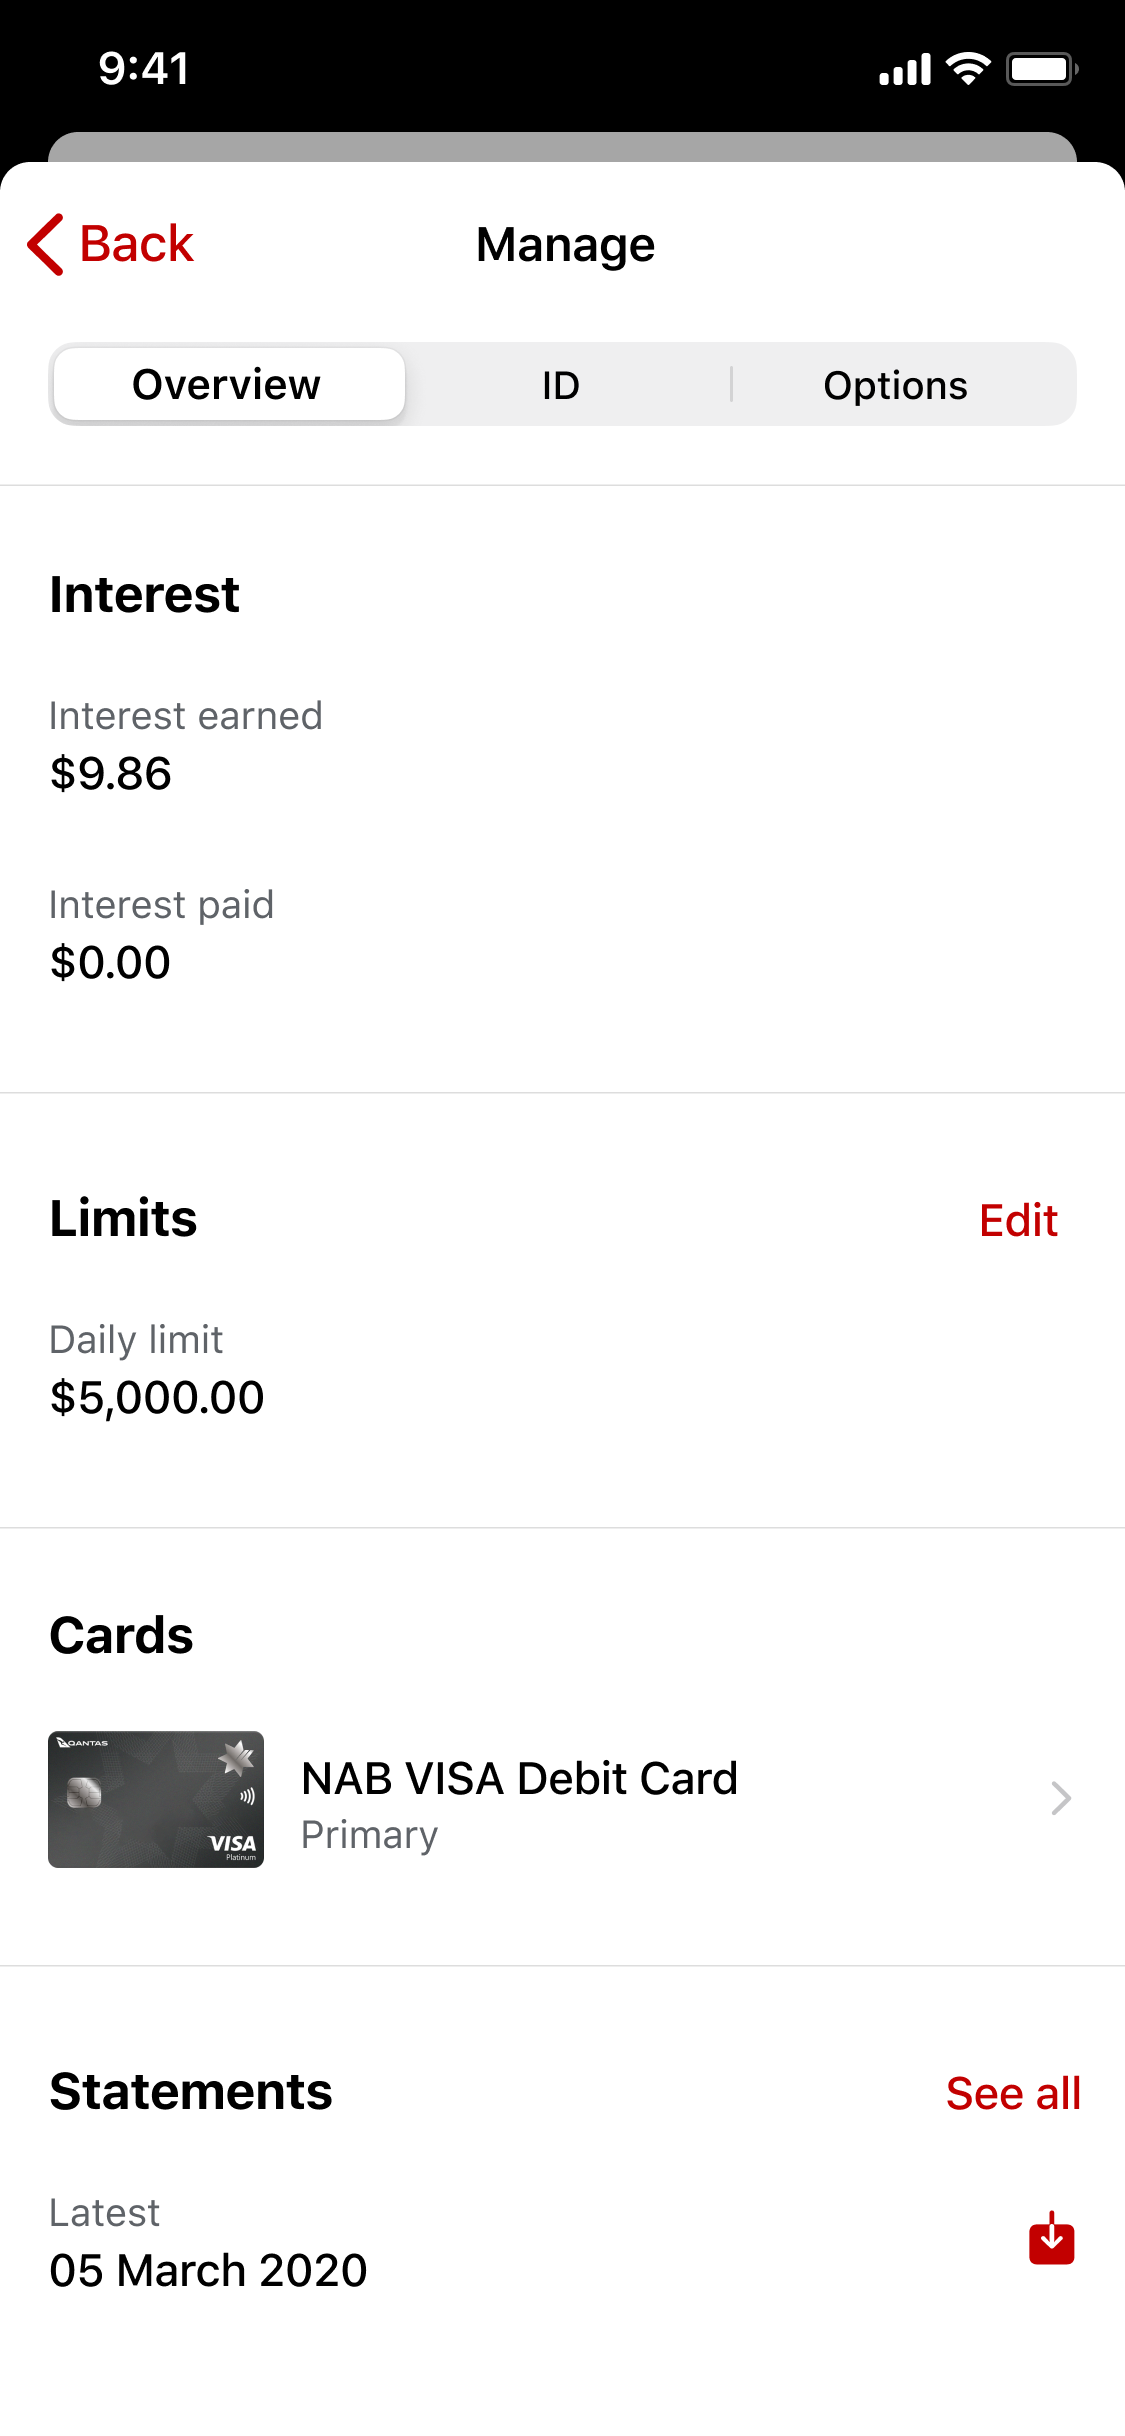 9:41
Back
Manage
Overview
ID
Options
Interest
Interest earned
$9.86
Interest paid
$0.00
Limits
Edit
Daily limit
$5,000.00
Cards
QANTAS
VISA
Platinum
NAB VISA Debit Card
Primary
Statements
See all
Latest
05 March 2020